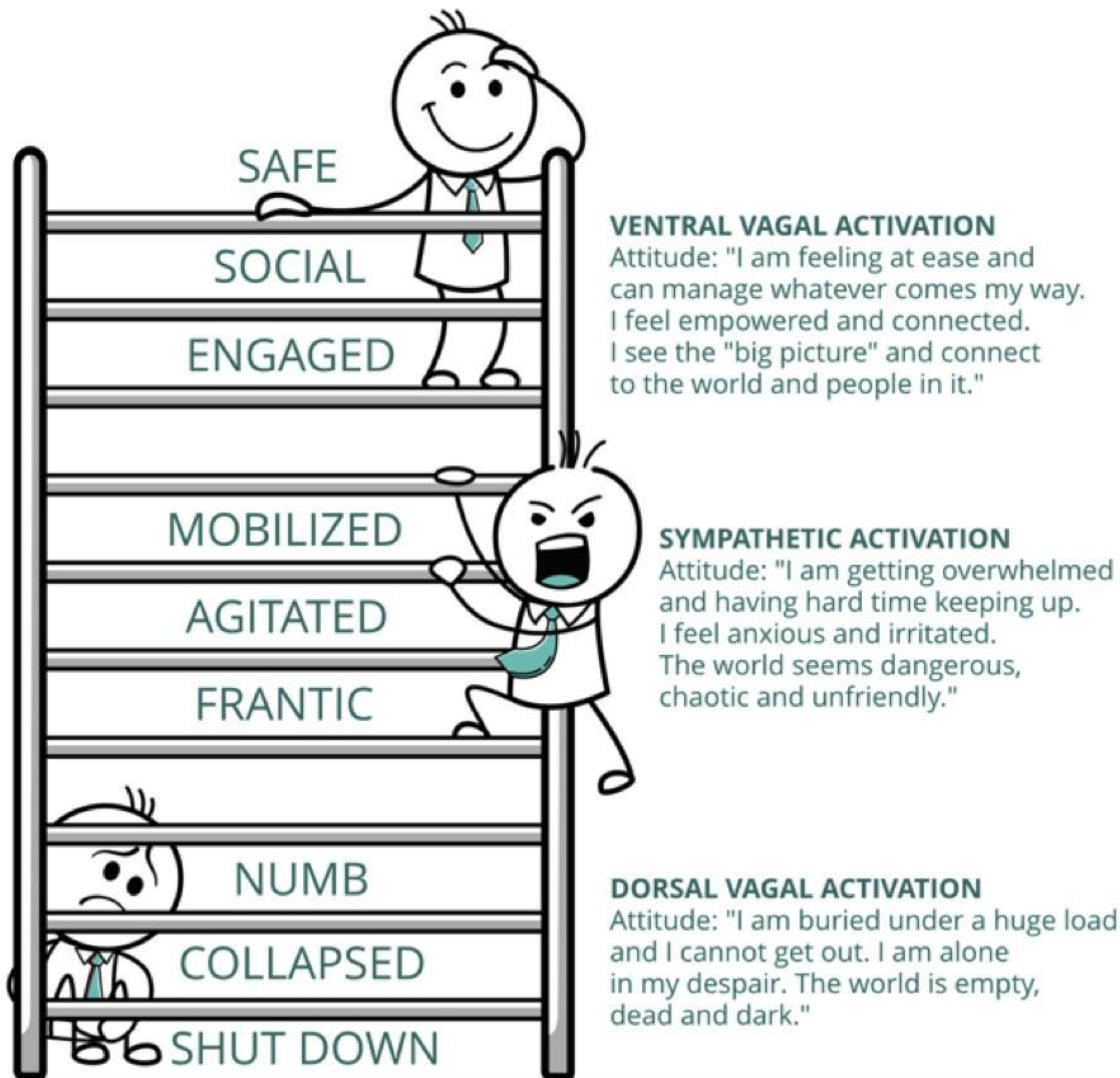 SAFE
SOCIAL
ENGAGED
VENTRAL VAGAL ACTIVATION
Attitude: "I am feeling at ease and
can manage whatever comes my way.
I feel empowered and connected.
I see the "big picture" and connect
to the world and people in it."
MOBILIZED
AGITATED
FRANTIC
SYMPATHETIC ACTIVATION
Attitude: "I am getting overwhelmed
and having hard time keeping up.
I feel anxious and irritated.
The world seems dangerous,
chaotic and unfriendly."
NUMB
COLLAPSED
SHUT DOWN
DORSAL VAGAL ACTIVATION
Attitude: "I am buried under a huge load
and I cannot get out. I am alone
in my despair. The world is empty,
dead and dark."